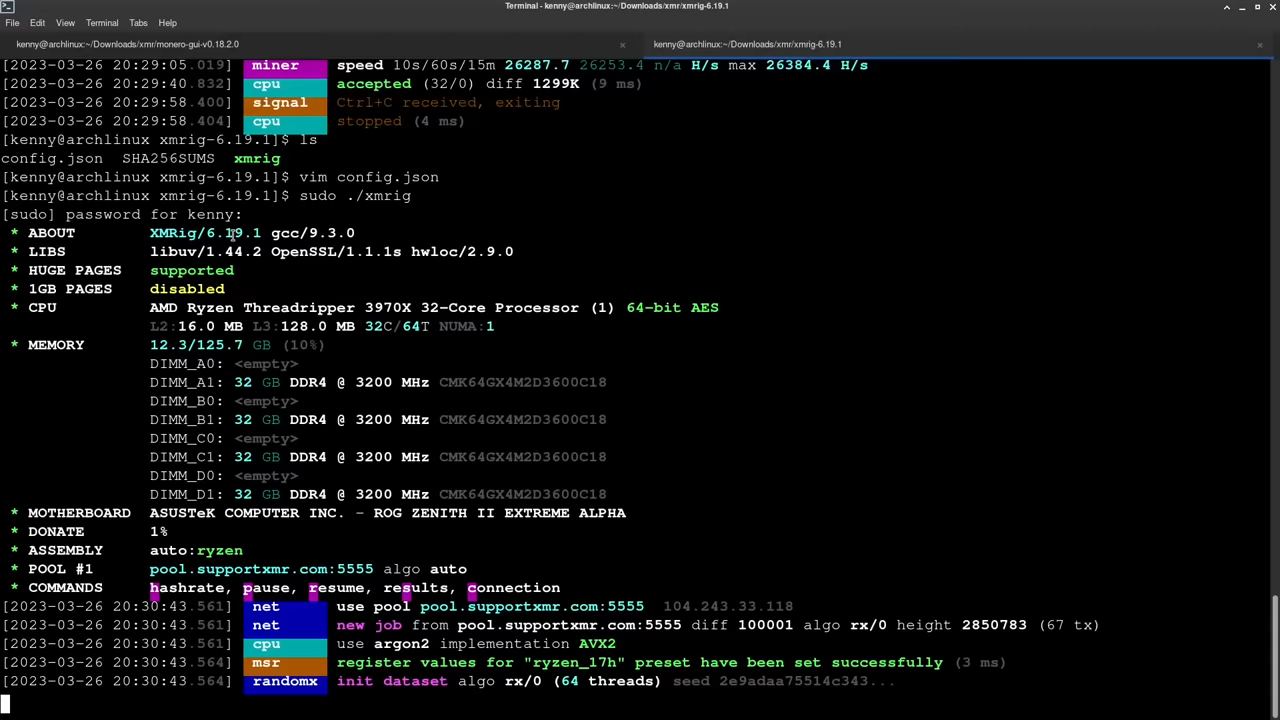 Terminal - kenny@archlinux:~/Downloads/xmr/xmrig-6.19.1
File Edit View Terminal Tabs Help
kenny@archlinux:~/Downloads/xmr/monero-gui-v0.18.2.0 × kenny@archlinux:~/Downloads/xmr/xmrig-6.19.1 ×
[2023-03-26 20:29:05.019] miner speed 10s/60s/15m 26287.7 26253.4 n/a H/s max 26384.4 H/s
[2023-03-26 20:29:40.832] cpu accepted (32/0) diff 1299K (9 ms)
[2023-03-26 20:29:58.400] signal Ctrl+C received, exiting
[2023-03-26 20:29:58.404] cpu stopped (4 ms)
[kenny@archlinux xmrig-6.19.1]$ ls
config.json SHA256SUMS xmrig
[kenny@archlinux xmrig-6.19.1]$ vim config.json
[kenny@archlinux xmrig-6.19.1]$ sudo ./xmrig
[sudo] password for kenny:
* ABOUT XMRig/6.19.1 gcc/9.3.0
* LIBS libuv/1.44.2 OpenSSL/1.1.1s hwloc/2.9.0
* HUGE PAGES supported
* 1GB PAGES disabled
* CPU AMD Ryzen Threadripper 3970X 32-Core Processor (1) 64-bit AES
L2:16.0 MB L3:128.0 MB 32C/64T NUMA:1
* MEMORY 12.3/125.7 GB (10%)
DIMM_A0: <empty>
DIMM_A1: 32 GB DDR4 @ 3200 MHz CMK64GX4M2D3600C18
DIMM_B0: <empty>
DIMM_B1: 32 GB DDR4 @ 3200 MHz CMK64GX4M2D3600C18
DIMM_C0: <empty>
DIMM_C1: 32 GB DDR4 @ 3200 MHz CMK64GX4M2D3600C18
DIMM_D0: <empty>
DIMM_D1: 32 GB DDR4 @ 3200 MHz CMK64GX4M2D3600C18
* MOTHERBOARD ASUSTeK COMPUTER INC. - ROG ZENITH II EXTREME ALPHA
* DONATE 1%
* ASSEMBLY auto:ryzen
* POOL #1 pool.supportxmr.com:5555 algo auto
* COMMANDS hashrate, pause, resume, results, connection
[2023-03-26 20:30:43.561] net use pool pool.supportxmr.com:5555 104.243.33.118
[2023-03-26 20:30:43.561] net new job from pool.supportxmr.com:5555 diff 100001 algo rx/0 height 2850783 (67 tx)
[2023-03-26 20:30:43.561] cpu use argon2 implementation AVX2
[2023-03-26 20:30:43.564] msr register values for "ryzen_17h" preset have been set successfully (3 ms)
[2023-03-26 20:30:43.564] randomx init dataset algo rx/0 (64 threads) seed 2e9adaa75514c343...